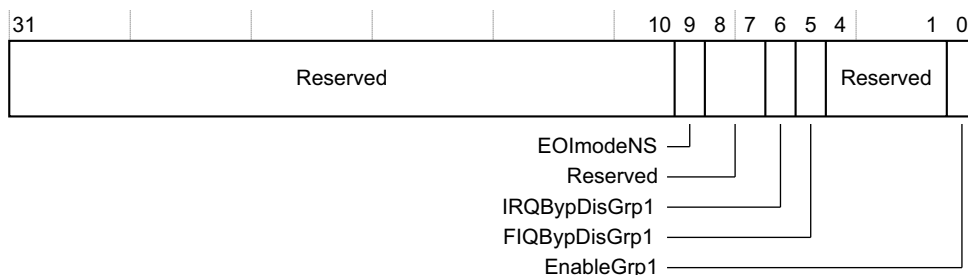 31 10 9 8 7 6 5 4 1 0
Reserved Reserved
EOImodeNS
Reserved
IRQBypDisGrp1
FIQBypDisGrp1
EnableGrp1